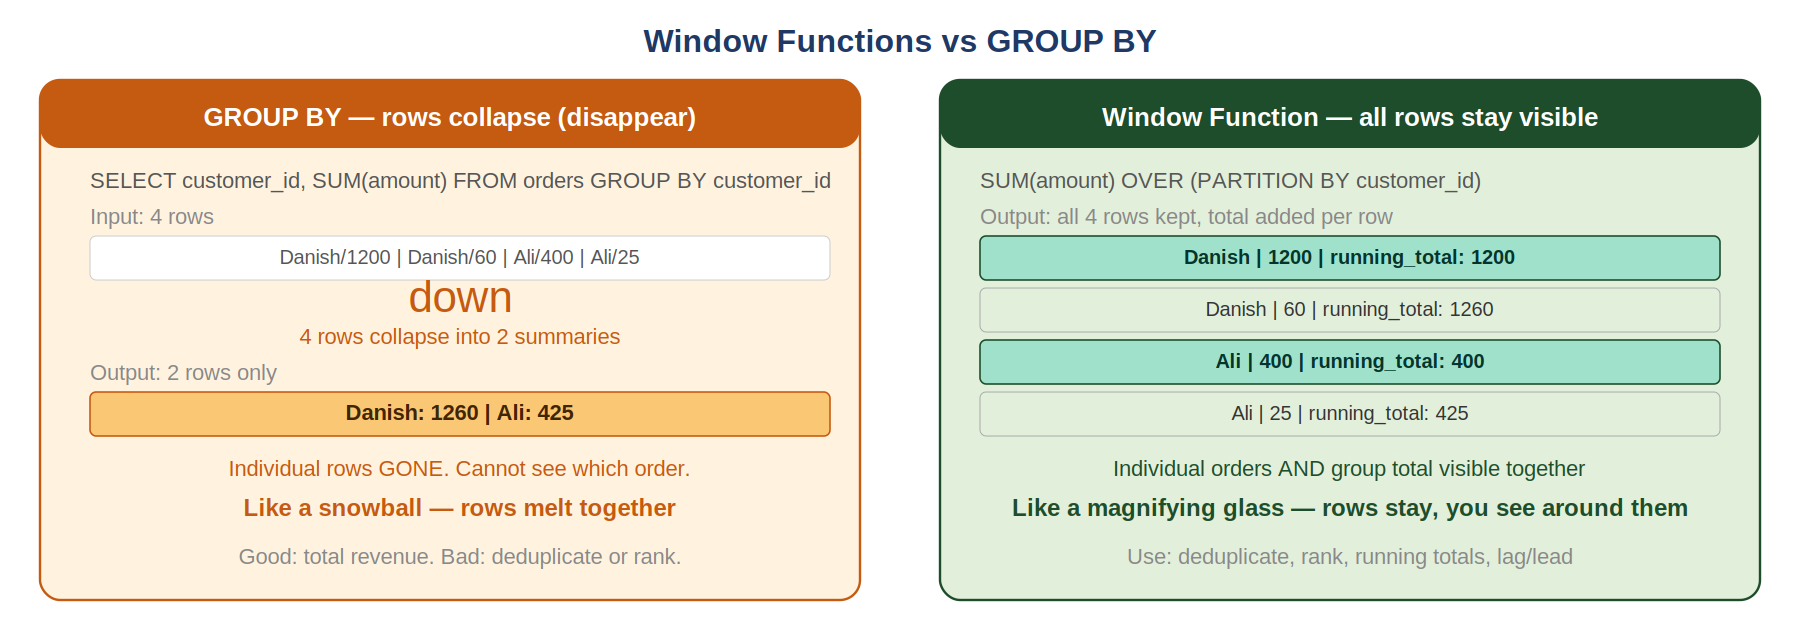 Window Functions vs GROUP BY
GROUP BY — rows collapse (disappear)
SELECT customer_id, SUM(amount) FROM orders GROUP BY customer_id
Input: 4 rows
Danish/1200 | Danish/60 | Ali/400 | Ali/25
down
4 rows collapse into 2 summaries
Output: 2 rows only
Danish: 1260 | Ali: 425
Individual rows GONE. Cannot see which order.
Like a snowball — rows melt together
Good: total revenue. Bad: deduplicate or rank.
Window Function — all rows stay visible
SUM(amount) OVER (PARTITION BY customer_id)
Output: all 4 rows kept, total added per row
Danish | 1200 | running_total: 1200
Danish | 60 | running_total: 1260
Ali | 400 | running_total: 400
Ali | 25 | running_total: 425
Individual orders AND group total visible together
Like a magnifying glass — rows stay, you see around them
Use: deduplicate, rank, running totals, lag/lead